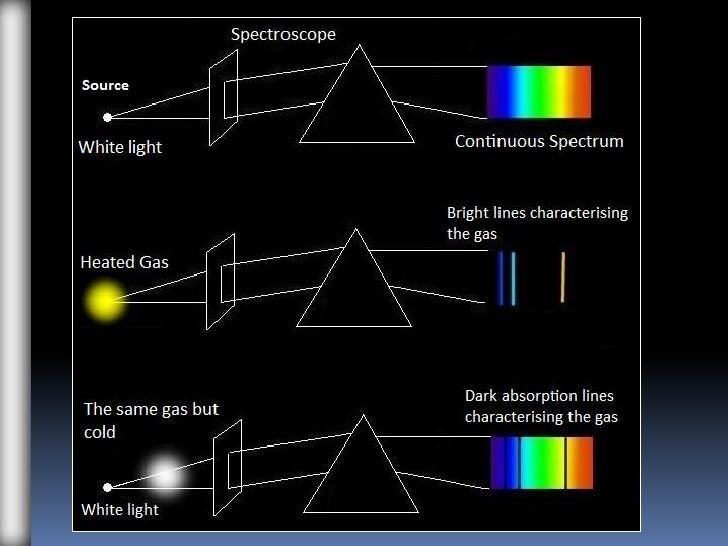 Spectroscope
Source
White light
Continuous Spectrum
Bright lines characterising
the gas
Heated Gas
Dark absorption lines
characterising the gas
The same gas but
cold
White light